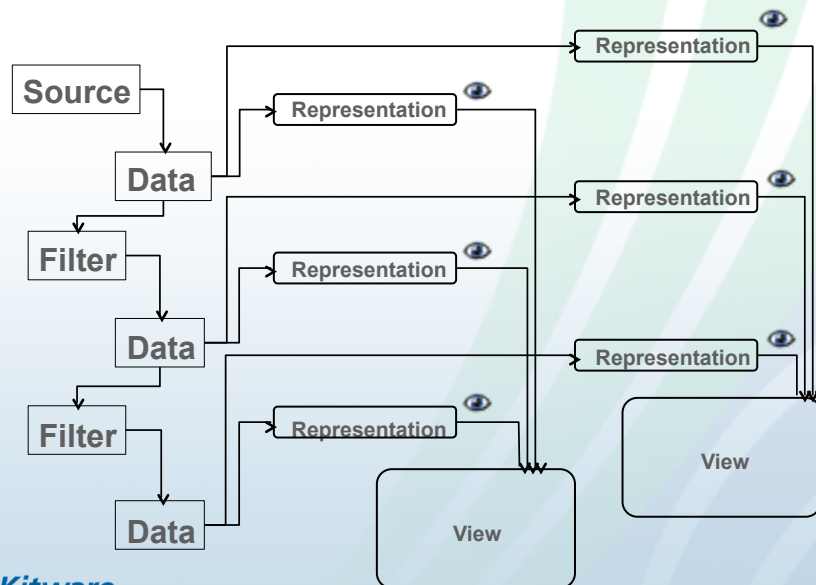 Representation
Source
Representation
Data
Representation
Filter
Representation
Data
Representation
Filter
Representation
View
Data
View
Kitware